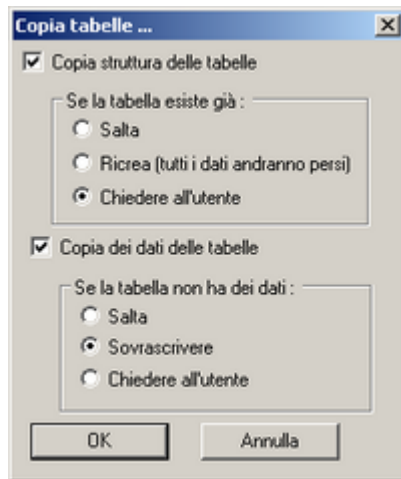 Copia tabelle ...
Copia struttura delle tabelle
Se la tabella esiste già :
Salta
Ricrea (tutti i dati andranno persi)
Chiedere all'utente
Copia dei dati delle tabelle
Se la tabella non ha dei dati :
Salta
Sovrascrivere
Chiedere all'utente
OK Annulla